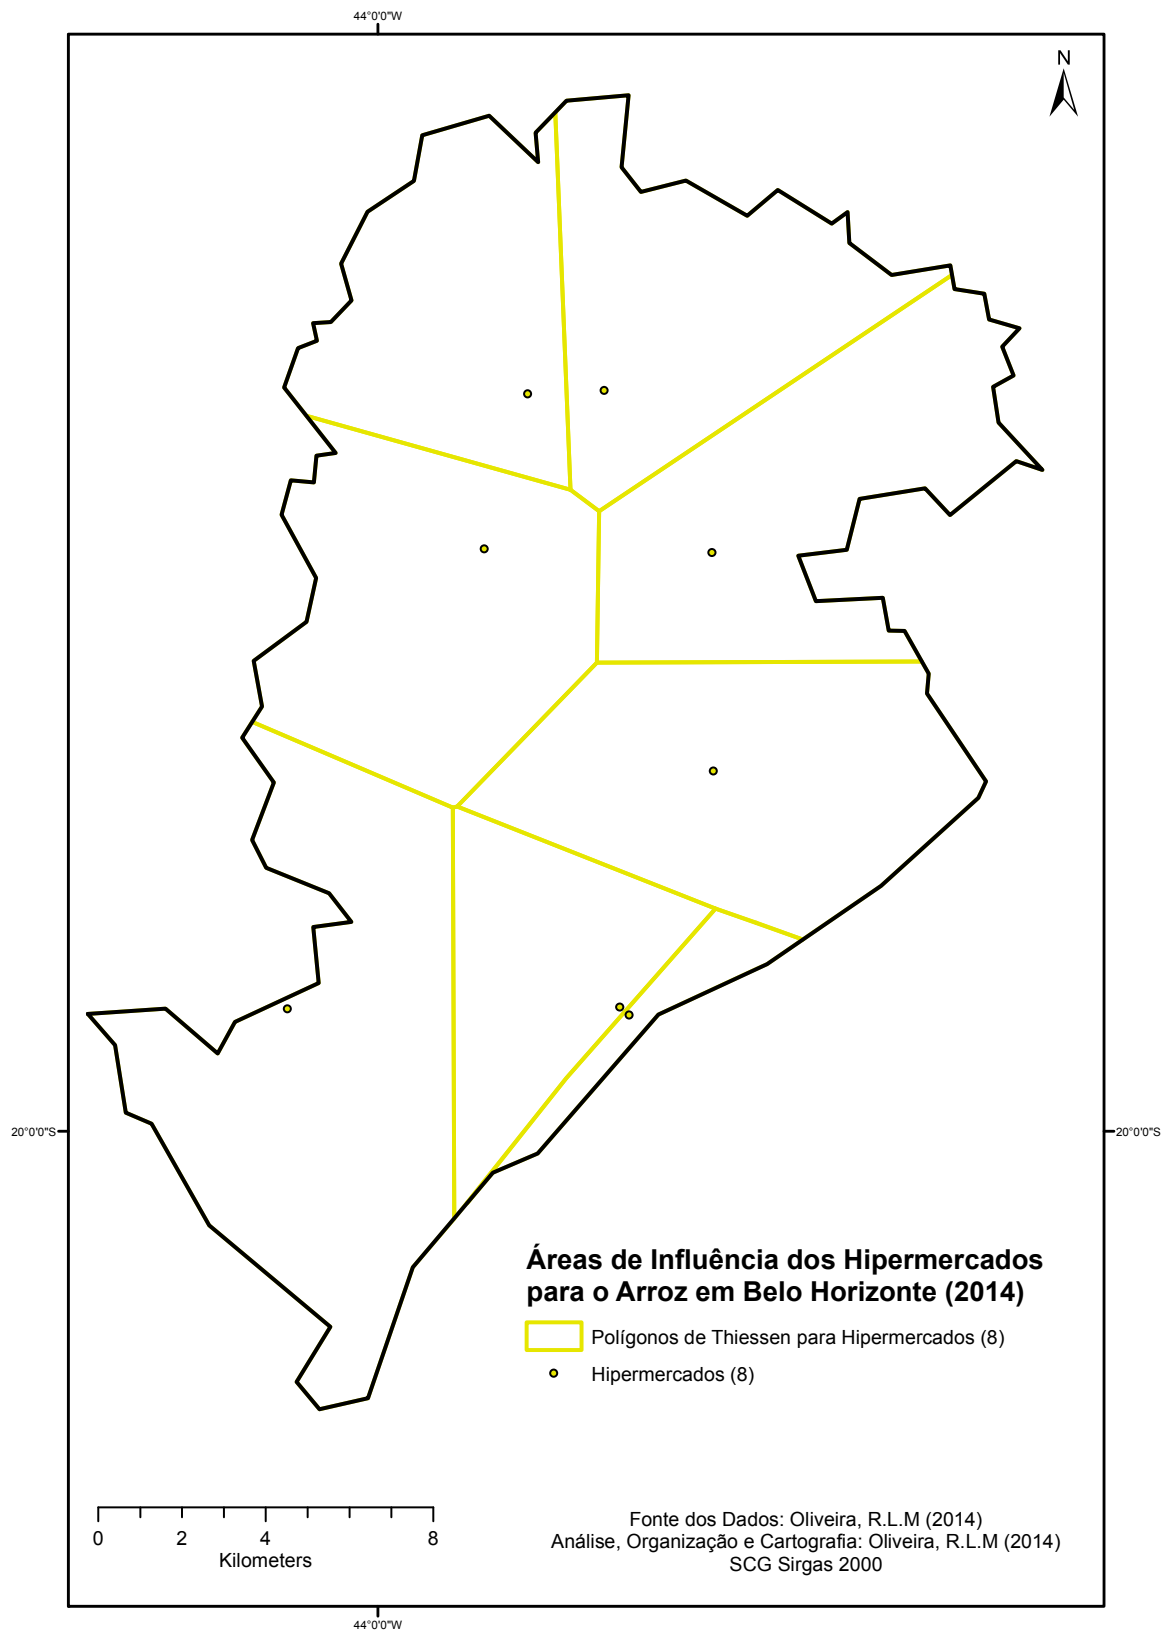 44°0'0"W
N
20°0'0"S
20°0'0"S
Áreas de Influência dos Hipermercados
para o Arroz em Belo Horizonte (2014)
Polígonos de Thiessen para Hipermercados (8)
Hipermercados (8)
0 2 4 8
Kilometers
Fonte dos Dados: Oliveira, R.L.M (2014)
Análise, Organização e Cartografia: Oliveira, R.L.M (2014)
SCG Sirgas 2000
44°0'0"W